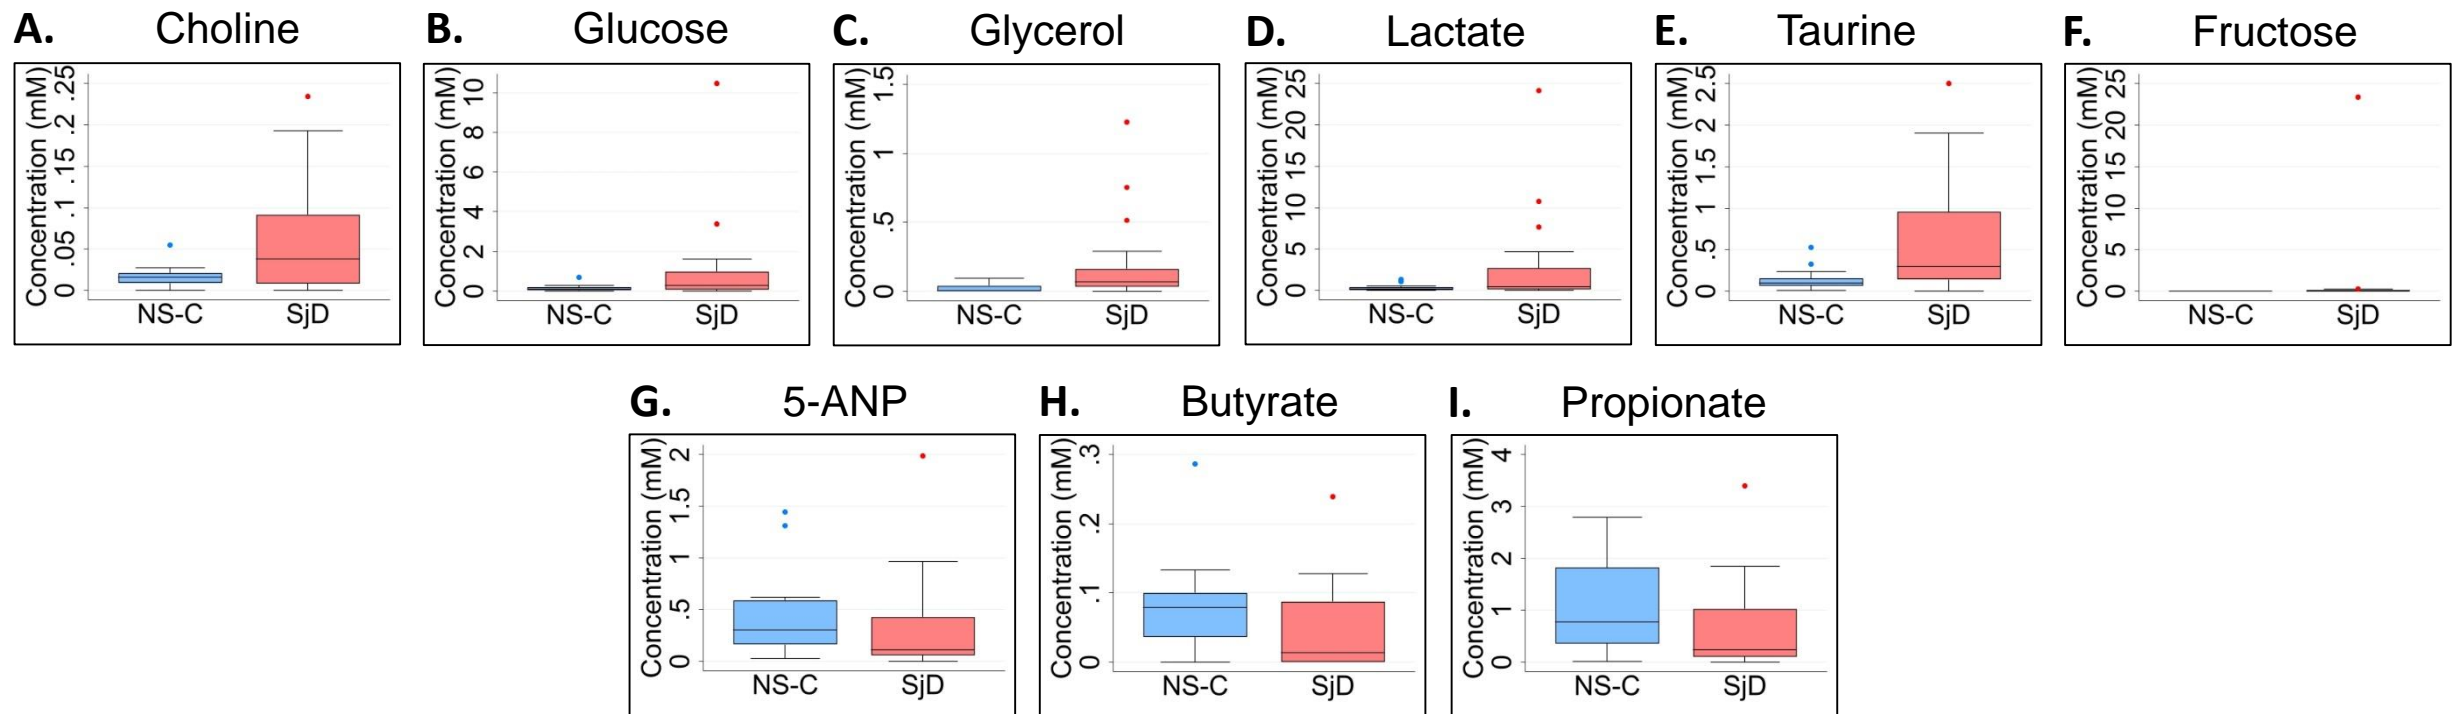 A. Choline
Concentration (mM)
0 .05 .1 .15 .2 .25
NS-C SjD
B. Glucose
Concentration (mM)
0 2 4 6 8 10
NS-C SjD
C. Glycerol
Concentration (mM)
0 .5 1 1.5
NS-C SjD
D. Lactate
Concentration (mM)
0 5 10 15 20 25
NS-C SjD
E. Taurine
Concentration (mM)
0 .5 1 1.5 2 2.5
NS-C SjD
F. Fructose
Concentration (mM)
0 5 10 15 20 25
NS-C SjD
G. 5-ANP
Concentration (mM)
0 .5 1 1.5 2
NS-C SjD
H. Butyrate
Concentration (mM)
0 .1 .2 .3
NS-C SjD
I. Propionate
Concentration (mM)
0 1 2 3 4
NS-C SjD